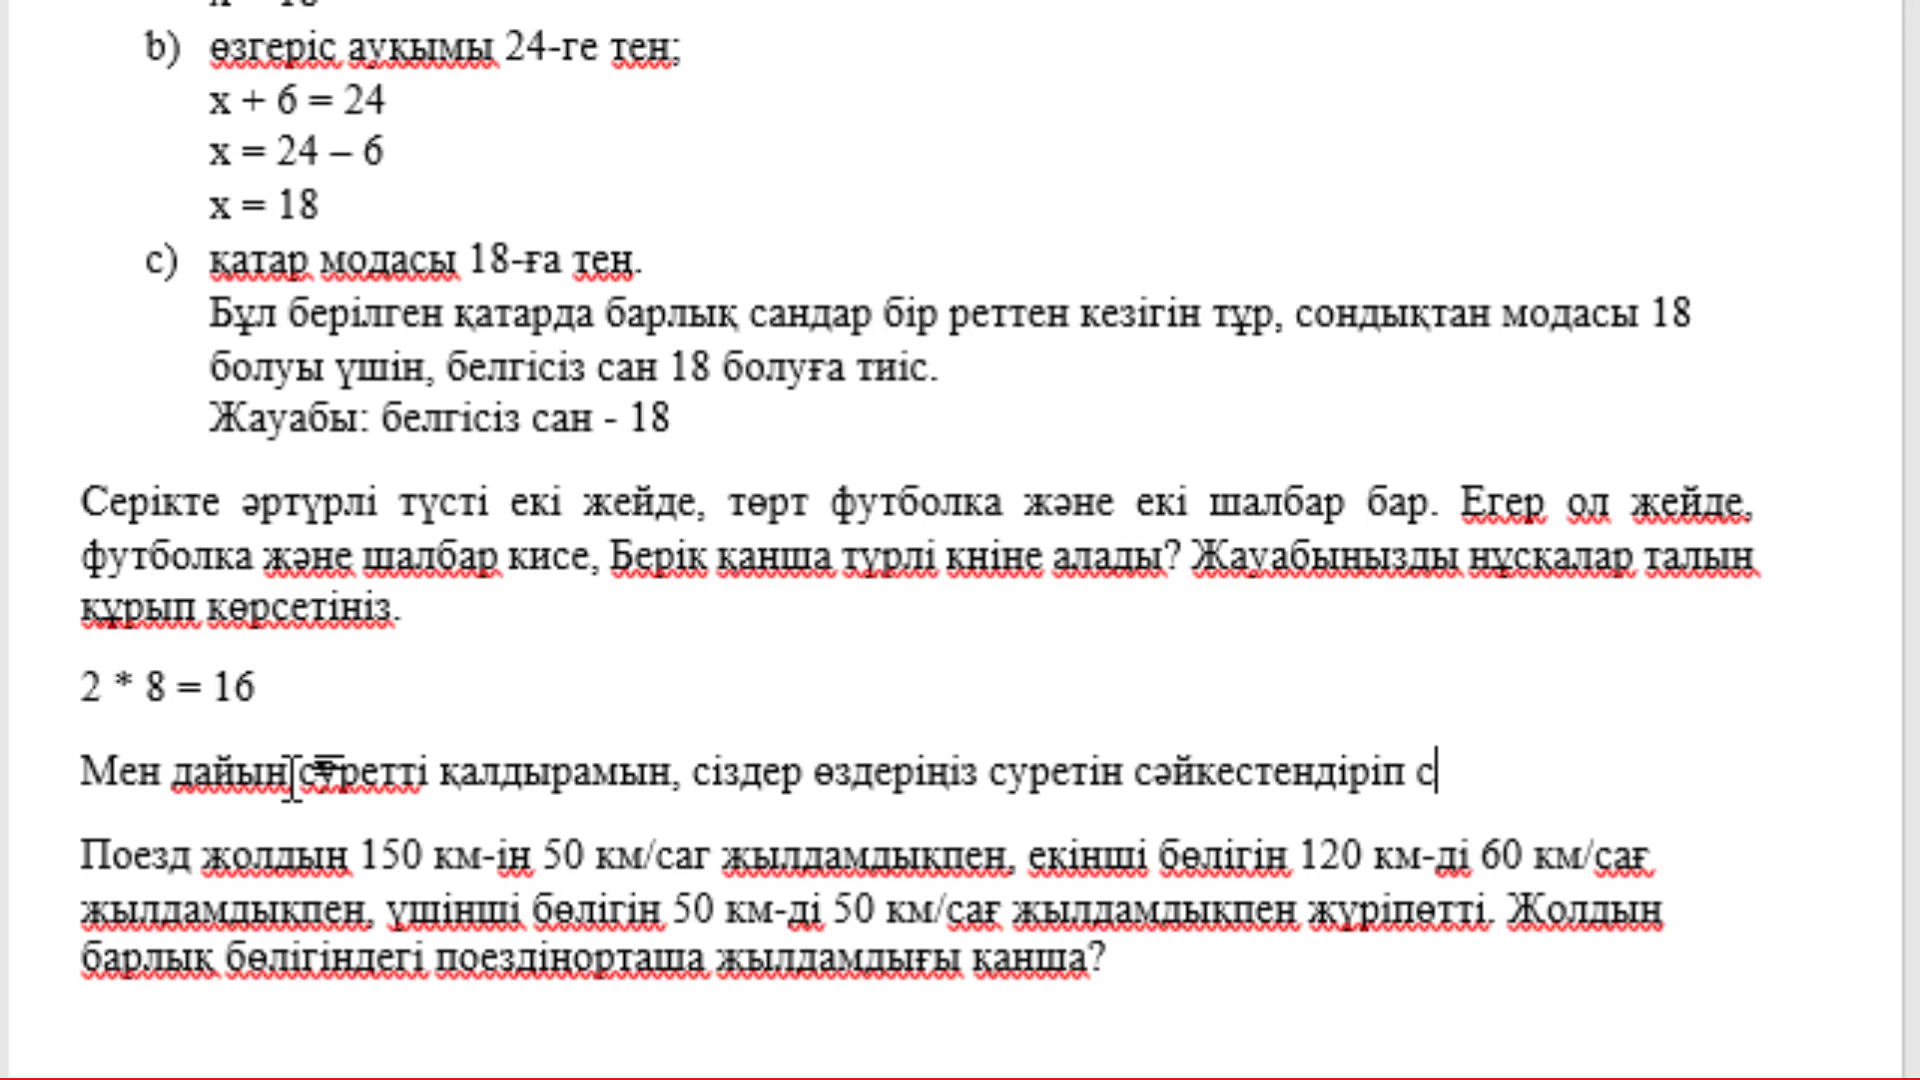 b) өзгеріс ауқымы 24-ге тең;
x + 6 = 24
x = 24 – 6
x = 18
c) қатар модасы 18-ға тең.
Бұл берілген қатарда барлық сандар бір реттен кезігін тұр, сондықтан модасы 18
болуы үшін, белгісіз сан 18 болуға тиіс.
Жауабы: белгісіз сан - 18
Серікте әртүрлі түсті екі жейде, төрт футболка және екі шалбар бар. Егер ол жейде,
футболка және шалбар кисе, Берік қанша түрлі кніне алады? Жауабыңызды нұсқалар талын
құрып көрсетіңіз.
2 * 8 = 16
Мен дайын суретті қалдырамын, сіздер өздеріңіз суретін сәйкестендіріп с
Поезд жолдың 150 км-ін 50 км/саг жылдамдықпен, екінші бөлігін 120 км-ді 60 км/сағ
жылдамдықпен, үшінші бөлігін 50 км-ді 50 км/сағ жылдамдықпен жүріпөтті. Жолдың
барлық бөлігіндегі поездіңорташа жылдамдығы қанша?